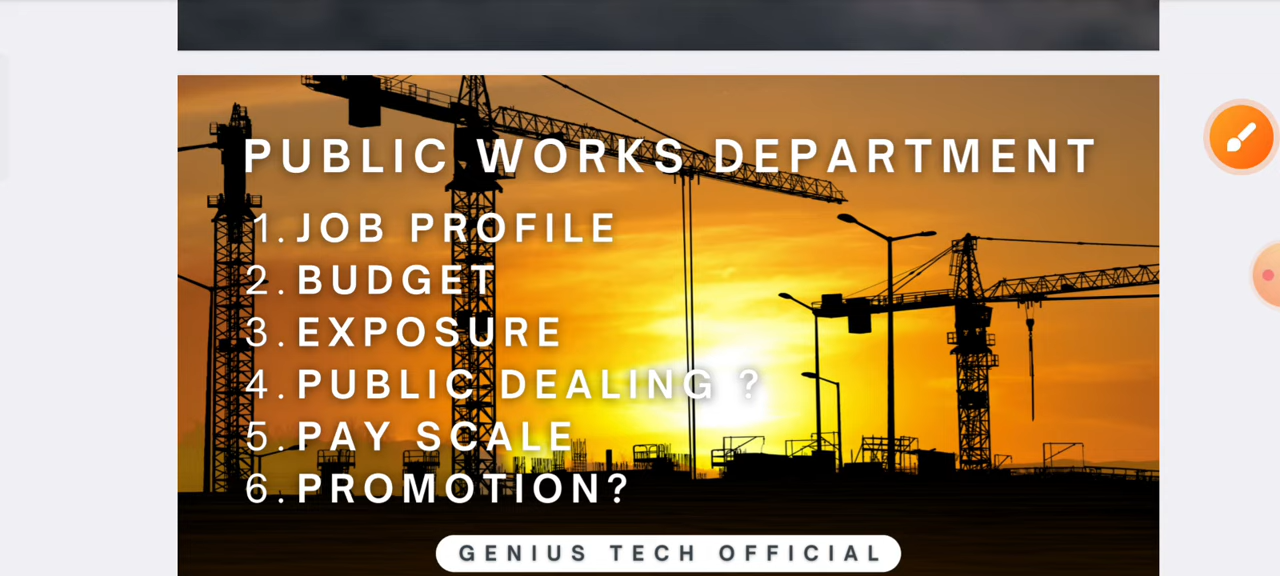 PUBLIC WORKS DEPARTMENT
1. JOB PROFILE
2. BUDGET
3. EXPOSURE
4. PUBLIC DEALING ?
5. PAY SCALE
6. PROMOTION?
GENIUS TECH OFFICIAL